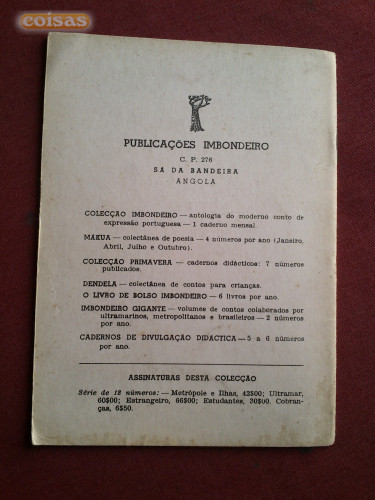 coisas
PUBLICAÇÕES IMBONDEIRO
C. P. 276
SA DA BANDEIRA
ANGOLA
COLECÇÃO IMBONDEIRO — antologia do moderno conto de
expressão portuguesa — 1 caderno mensal.
MÁKUA — colectânea de poesia — 4 números por ano (Janeiro,
Abril, Julho e Outubro).
COLECÇÃO PRIMAVERA — cadernos didácticos: 7 números
publicados.
DENDELA — colectânea de contos para crianças.
O LIVRO DE BOLSO IMBONDEIRO — 6 livros por ano.
IMBONDEIRO GIGANTE — volumes de contos colaborados por
ultramarinos, metropolitanos e brasileiros — 2 números
por ano.
CADERNOS DE DIVULGAÇÃO DIDÁCTICA — 5 a 6 números
por ano.
ASSINATURAS DESTA COLECÇÃO
Série de 12 números: — Metrópole e Ilhas, 42$00; Ultramar,
60$00; Estrangeiro, 66$00; Estudantes, 30$00. Cobran-
ças, 6$50.